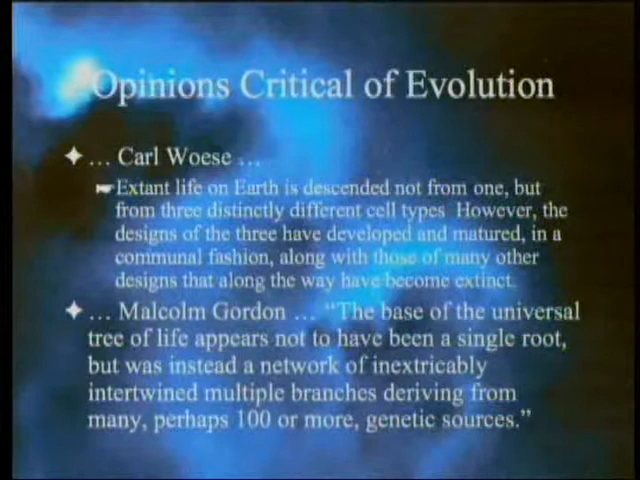 Opinions Critical of Evolution
… Carl Woese …
Extant life on Earth is descended not from one, but
from three distinctly different cell types However, the
designs of the three have developed and matured, in a
communal fashion, along with those of many other
designs that along the way have become extinct.
… Malcolm Gordon … “The base of the universal
tree of life appears not to have been a single root,
but was instead a network of inextricably
intertwined multiple branches deriving from
many, perhaps 100 or more, genetic sources.”